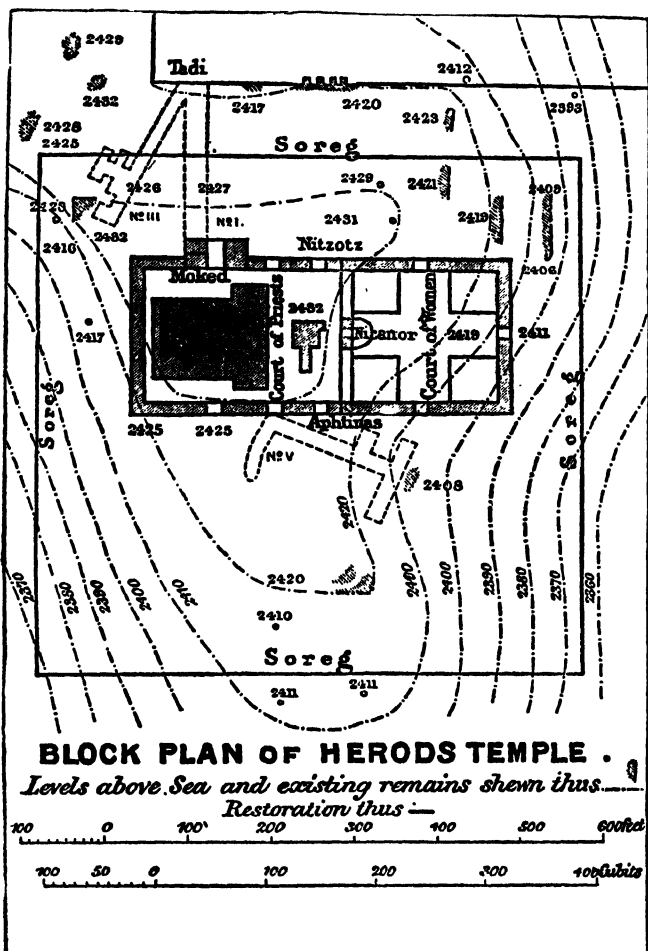 2429
Tadi
2412
2432
2417
2420
2393
2428
2423
2425
Soreg
2429
2421
2409
2426
2427
2431
2419
No III
No I.
2432
Nitzotz
2410
2406
Moked
2432
2417
Court of Priests
Nicanor
Court of Women
2419
2411
Soreg
Soreg
2425
2425
Aphtinas
No V
2408
2420
2420
2370
2380
2390
2400
2410
2400
2400
2390
2380
2370
2360
2410
Soreg
2411
2411
BLOCK PLAN OF HERODS TEMPLE .
Levels above Sea and existing remains shewn thus
Restoration thus
100 0 100 200 300 400 500 600 feet
100 50 0 100 200 300 400 Cubits